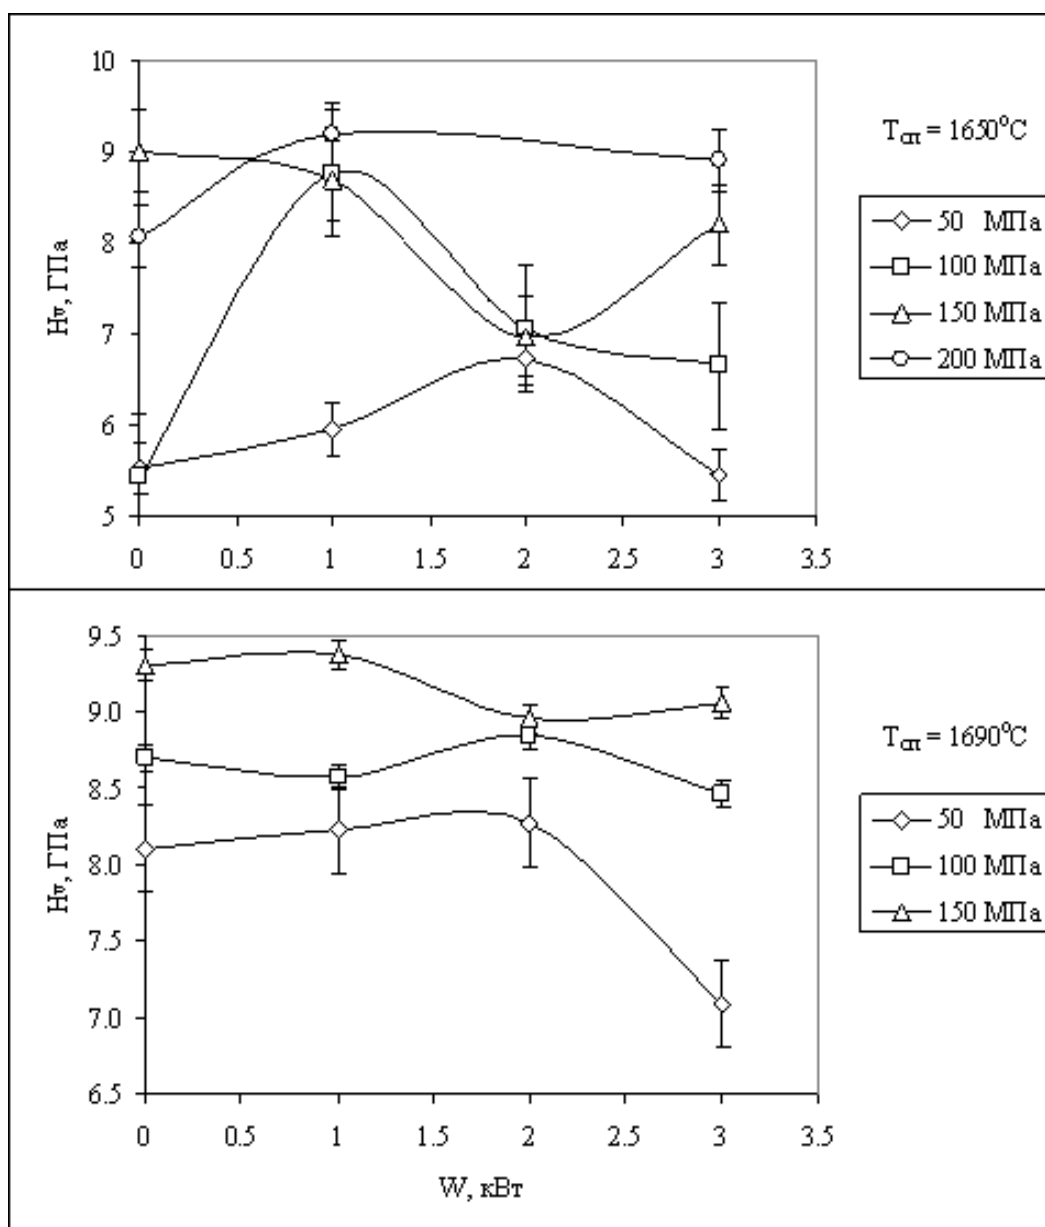 10
9
8
7
6
5
Hv, ГПа
0 0.5 1 1.5 2 2.5 3 3.5
Tсп = 1650°C
50 МПа
100 МПа
150 МПа
200 МПа
9.5
9.0
8.5
8.0
7.5
7.0
6.5
Hv, ГПа
0 0.5 1 1.5 2 2.5 3 3.5
W, кВт
Tсп = 1690°C
50 МПа
100 МПа
150 МПа